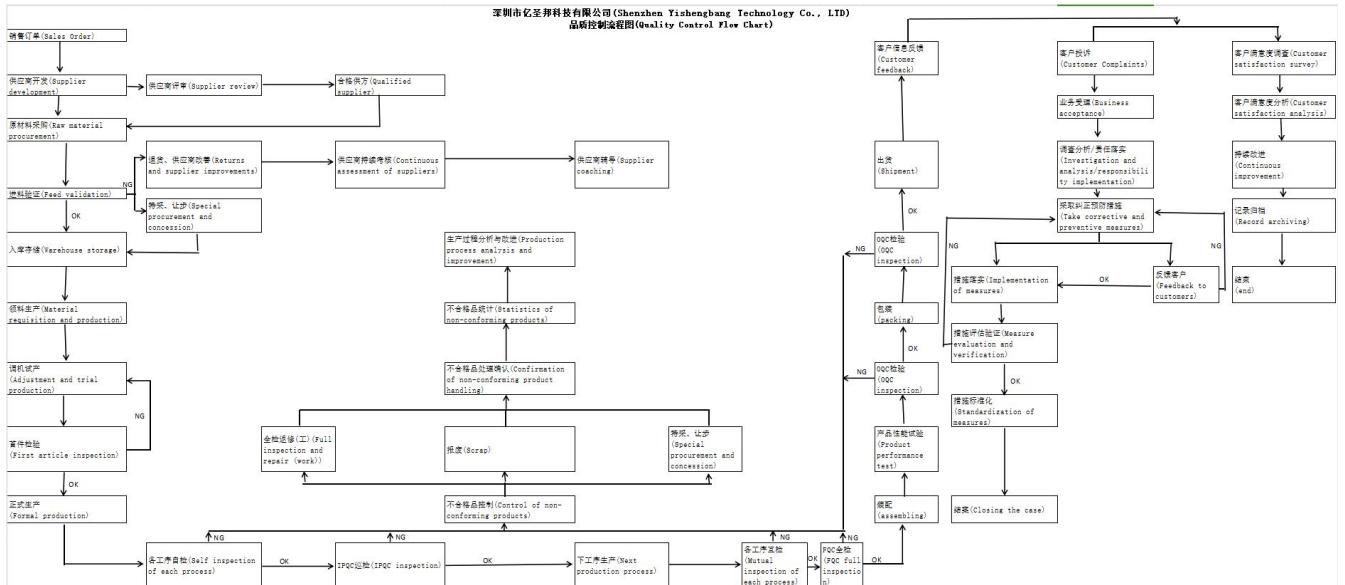 深圳市亿圣邦科技有限公司(Shenzhen Yishengbang Technology Co., LTD)
品质控制流程图(Quality Control Flow Chart)
销售订单(Sales Order)
供应商开发(Supplier
development)
供应商评审(Supplier review)
合格供方(Qualified
supplier)
原材料采购(Raw material
procurement)
退货、供应商改善(Returns
and supplier improvements)
供应商持续考核(Continuous
assessment of suppliers)
供应商辅导(Supplier
coaching)
NG
进料验证(Feed validation)
OK
特采、让步(Special
procurement and
concession)
入库存储(Warehouse storage)
领料生产(Material
requisition and production)
调机试产
(Adjustment and trial
production)
NG
首件检验
(First article inspection)
OK
正式生产
(Formal production)
各工序自检(Self inspection
of each process)
NG
OK
IPQC巡检(IPQC inspection)
NG
OK
下工序生产(Next
production process)
各工序互检
(Mutual
inspection of
each process)
NG
OK
FQC全检
(FQC full
inspectio
n)
NG
OK
生产过程分析与改进(Production
process analysis and
improvement)
不合格品统计(Statistics of
non-conforming products)
不合格品处理确认(Confirmation
of non-conforming product
handling)
全检返修(工)(Full
inspection and
repair (work))
报废(Scrap)
特采、让步
(Special
procurement and
concession)
不合格品控制(Control of non-
conforming products)
客户信息反馈
(Customer
feedback)
出货
(Shipment)
OK
OQC检验
(OQC
inspection)
NG
包装
(packing)
OK
OQC检验
(OQC
inspection)
NG
产品性能试验
(Product
performance
test)
装配
(assembling)
客户投诉
(Customer Complaints)
业务受理(Business
acceptance)
调查分析/责任落实
(Investigation and
analysis/responsibil
ity implementation)
采取纠正预防措施
(Take corrective and
preventive measures)
NG
NG
措施落实(Implementation
of measures)
OK
反馈客户
(Feedback to
customers)
措施评估验证(Measure
evaluation and
verification)
OK
措施标准化
(Standardization of
measures)
结案(Closing the case)
客户满意度调查(Customer
satisfaction survey)
客户满意度分析(Customer
satisfaction analysis)
持续改进
(Continuous
improvement)
记录归档
(Record archiving)
结束
(end)